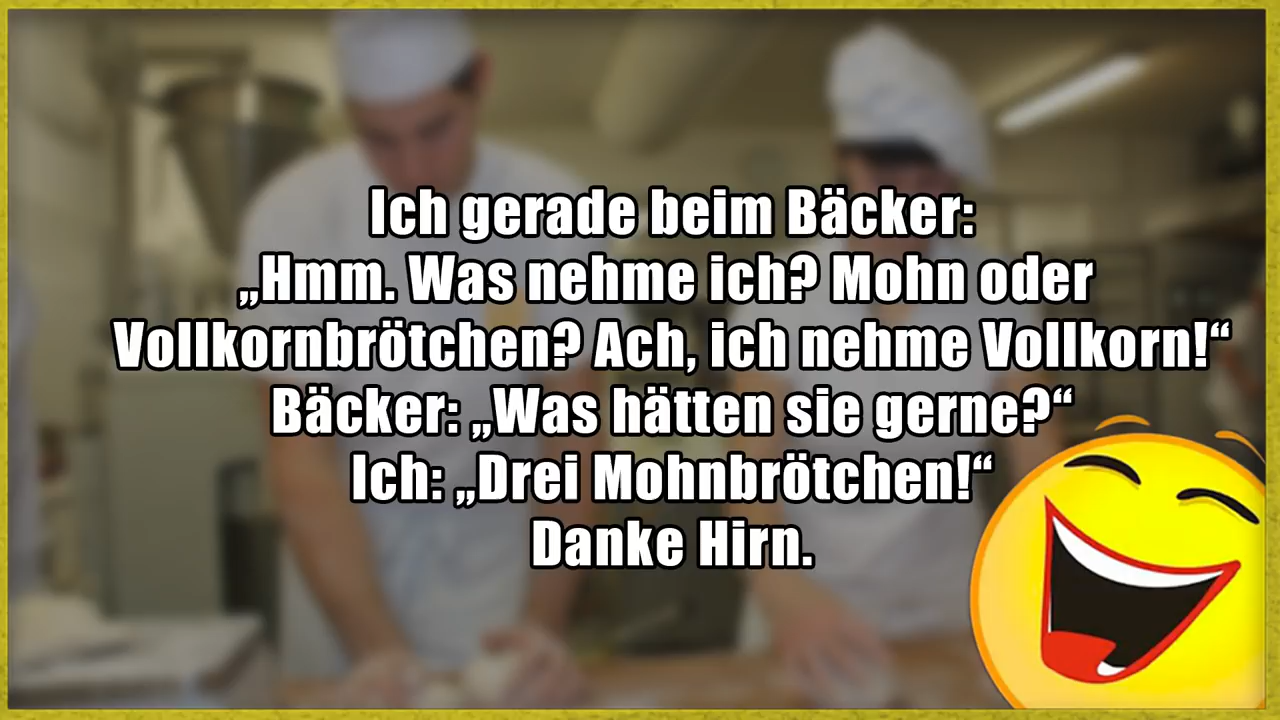 Ich gerade beim Bäcker:
„Hmm. Was nehme ich? Mohn oder
Vollkornbrötchen? Ach, ich nehme Vollkorn!“
Bäcker: „Was hätten sie gerne?“
Ich: „Drei Mohnbrötchen!“
Danke Hirn.